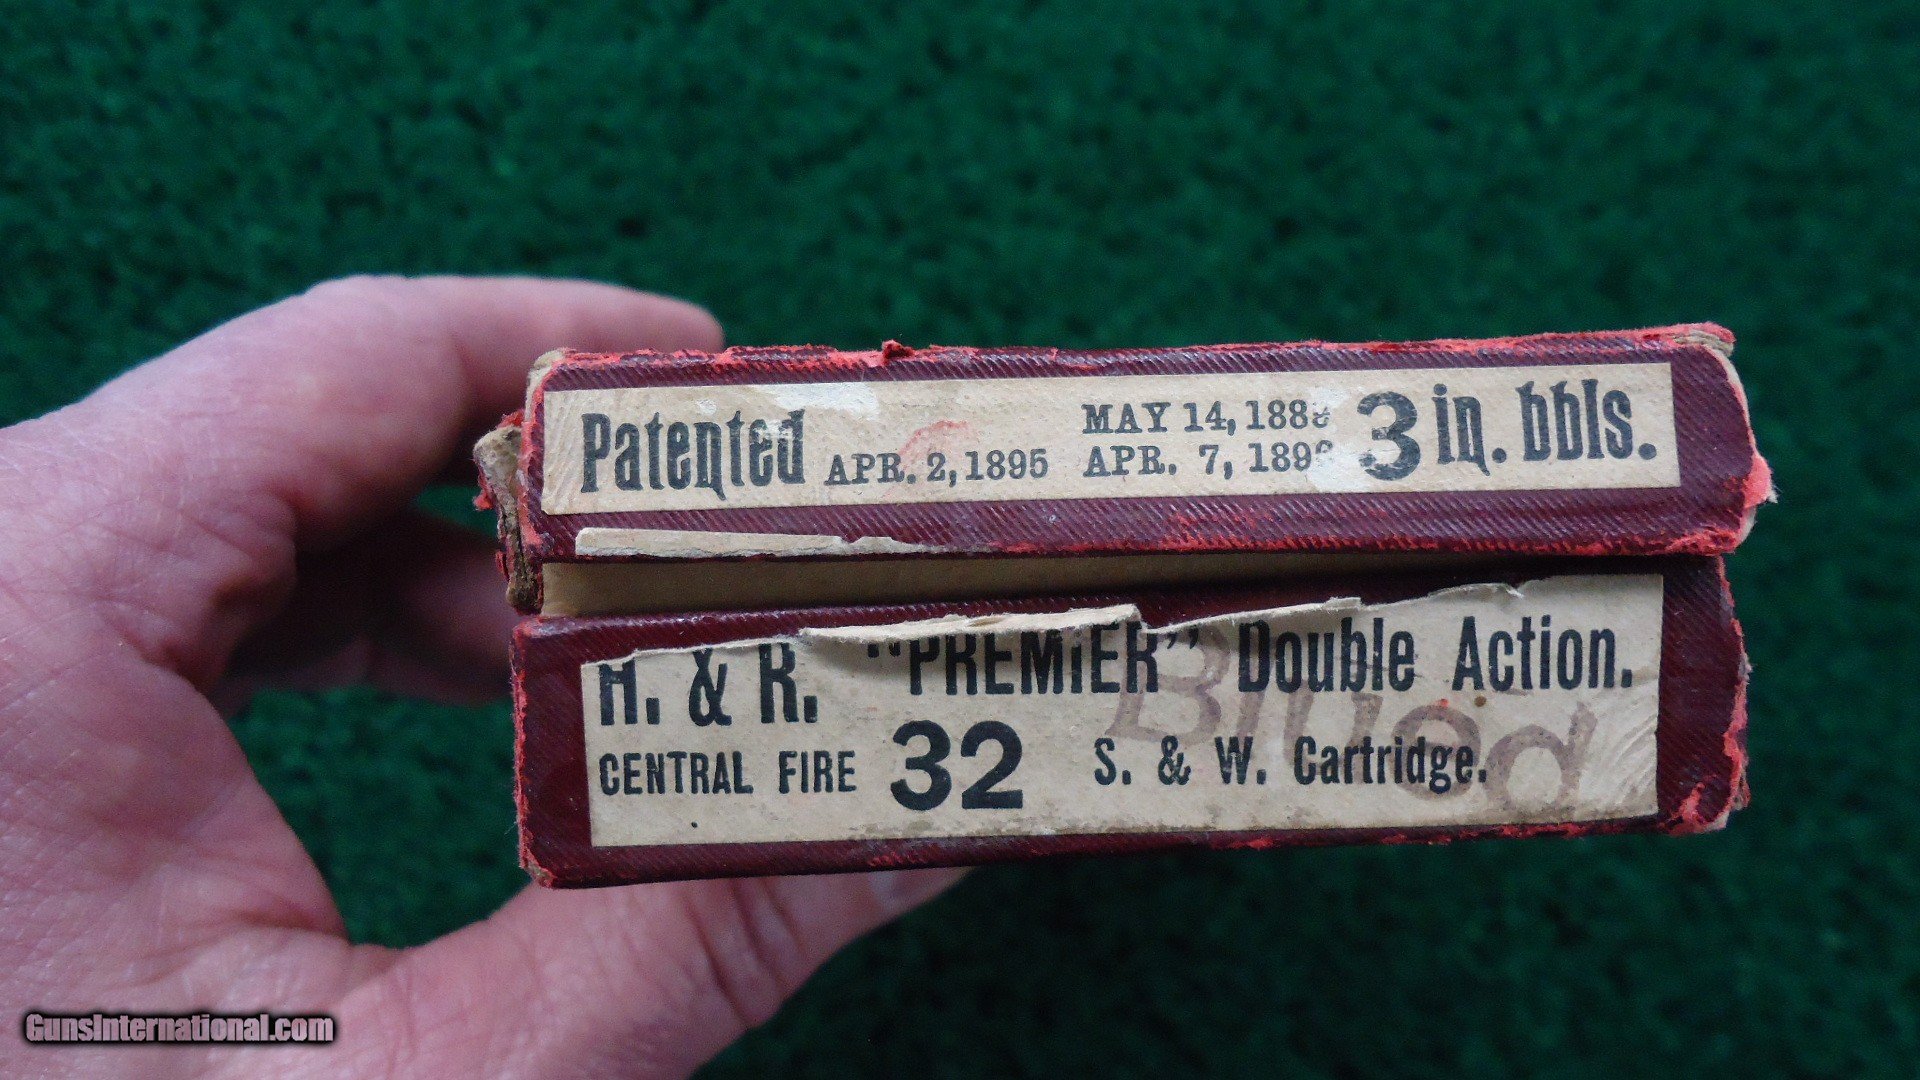 Patented APR. 2, 1895 MAY 14, 188
APR. 7, 189 3 in. bbls.
H. & R. "PREMiER" Double Action.
Blued
CENTRAL FIRE 32 S. & W. Cartridge.
GunsInternational.com